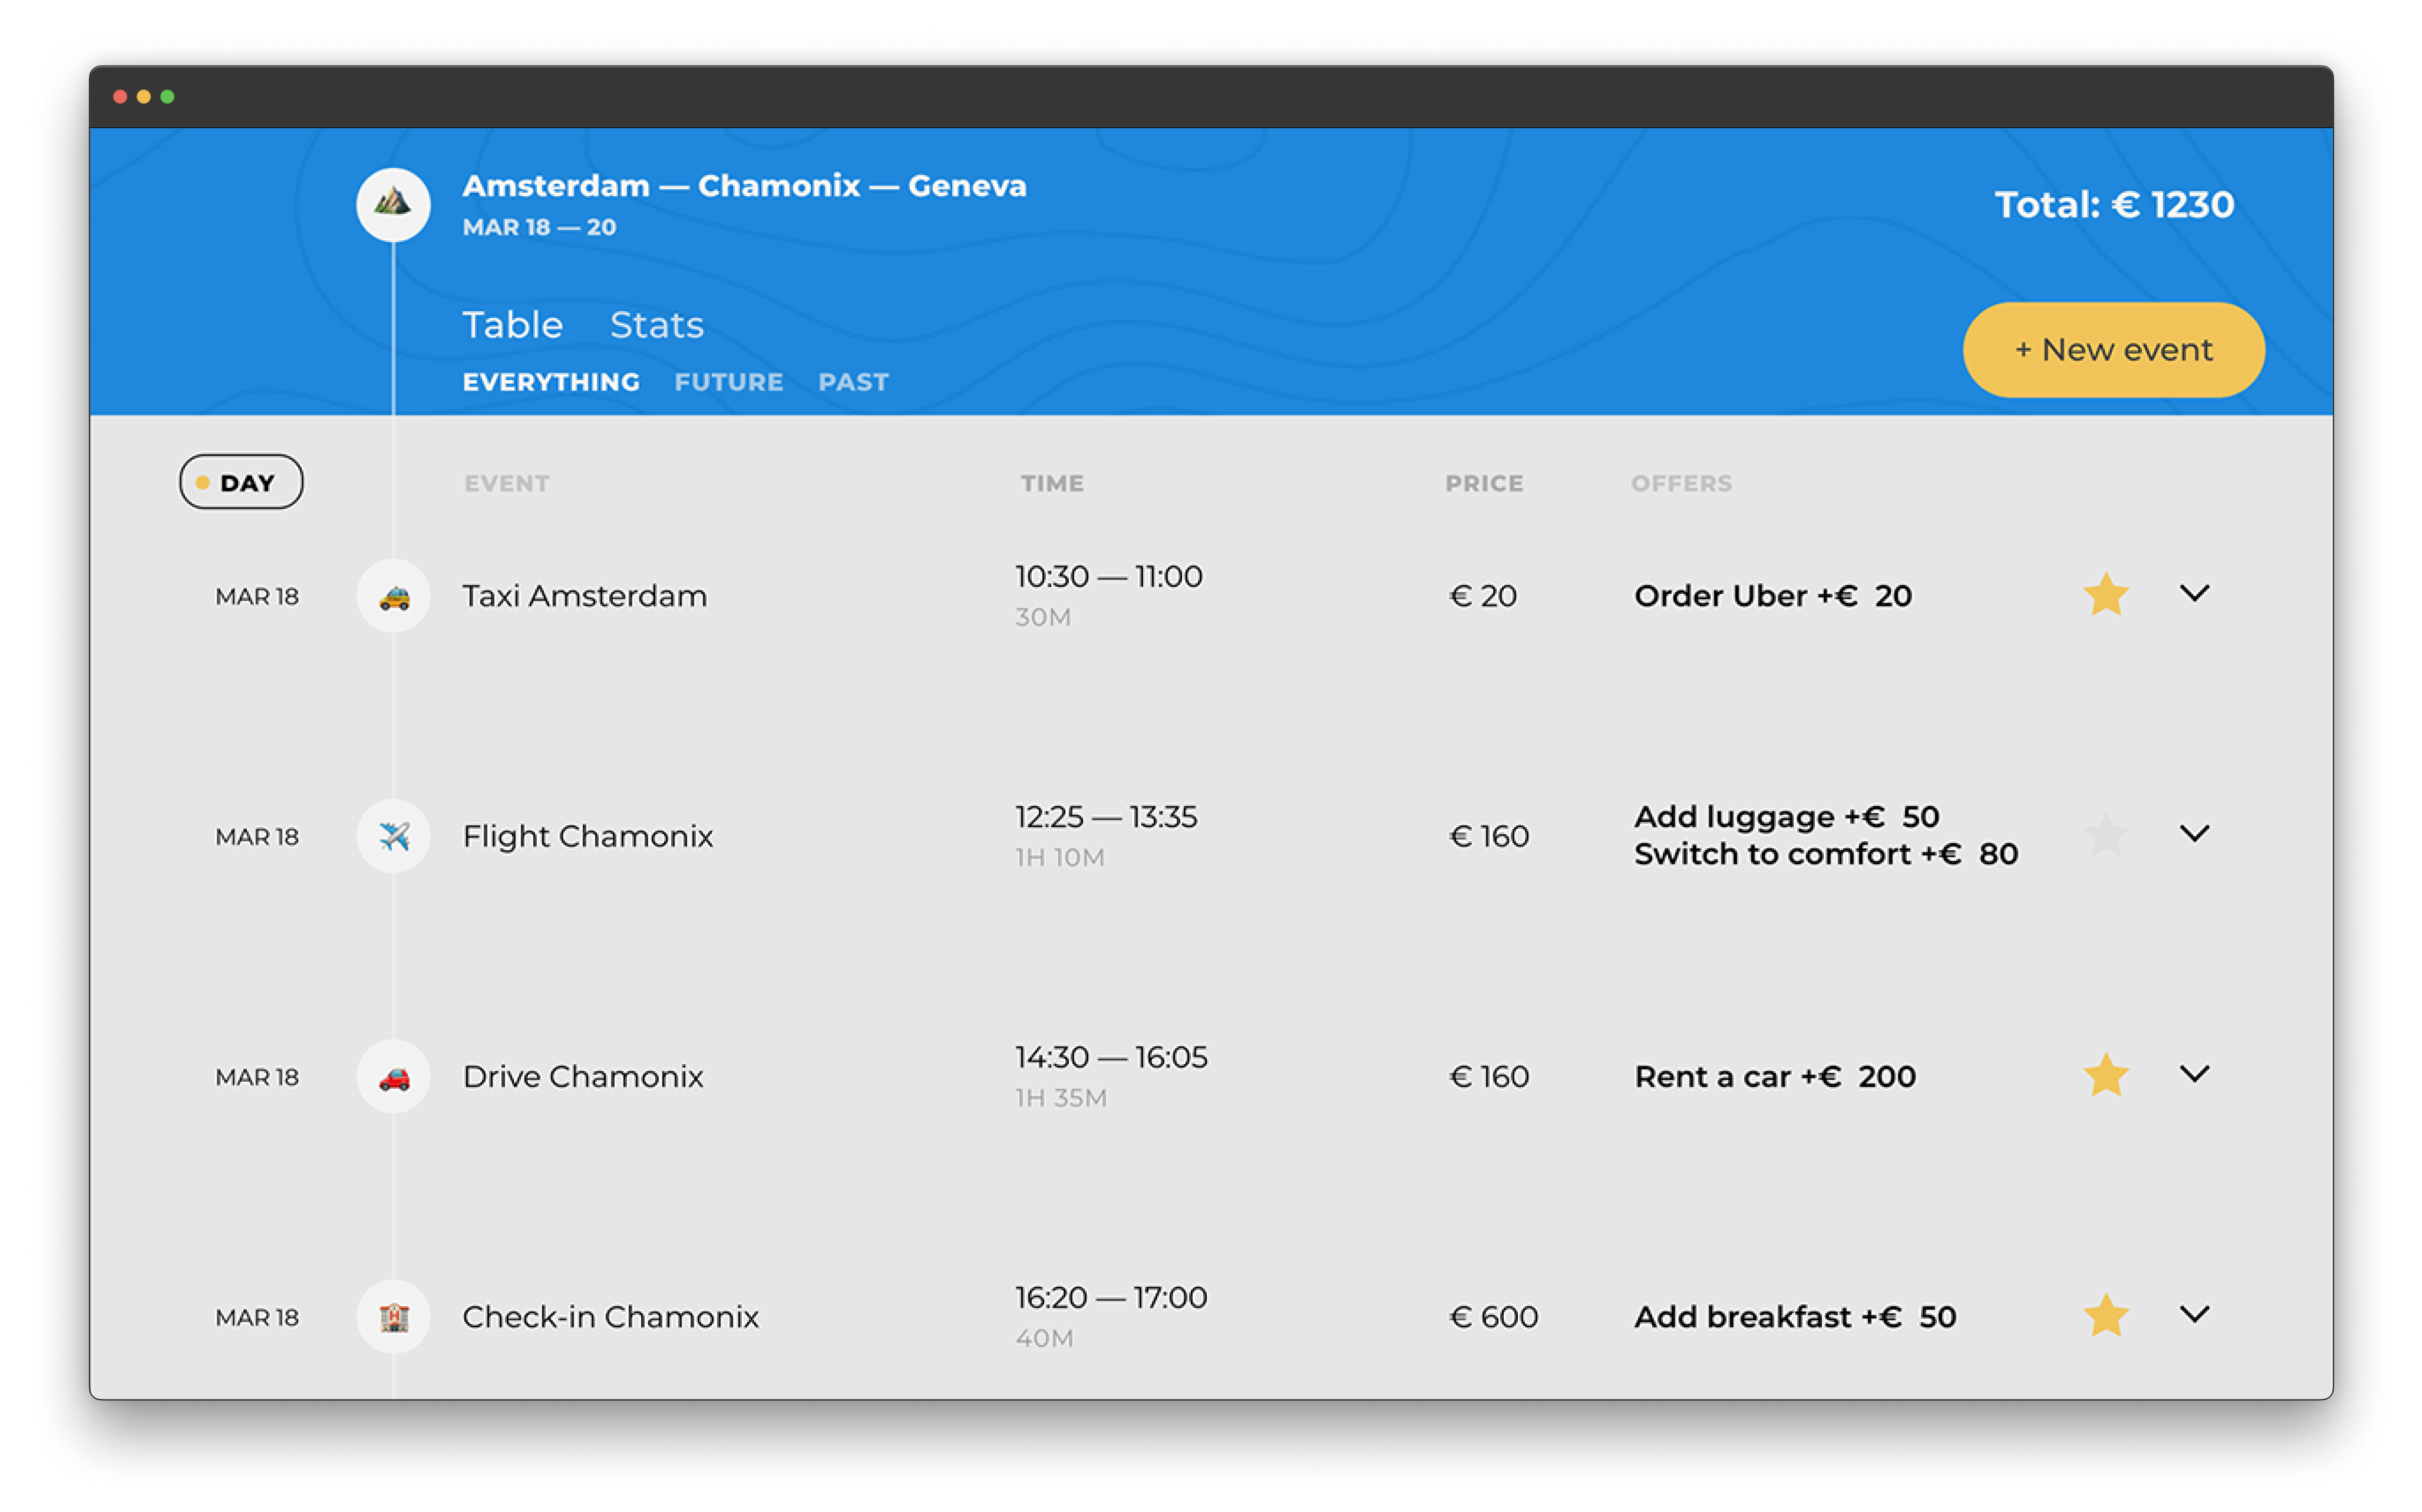 Amsterdam — Chamonix — Geneva
MAR 18 — 20
Total: € 1230
Table Stats
+ New event
EVERYTHING FUTURE PAST
DAY EVENT TIME PRICE OFFERS
MAR 18 Taxi Amsterdam 10:30 — 11:00 € 20 Order Uber +€ 20
30M
MAR 18 Flight Chamonix 12:25 — 13:35 € 160 Add luggage +€ 50
1H 10M Switch to comfort +€ 80
MAR 18 Drive Chamonix 14:30 — 16:05 € 160 Rent a car +€ 200
1H 35M
MAR 18 Check-in Chamonix 16:20 — 17:00 € 600 Add breakfast +€ 50
40M